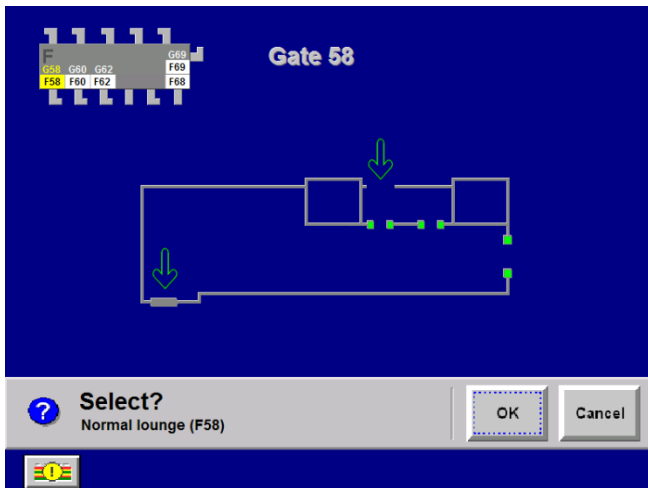 Gate 58
F
G69
G58 G60 G62
F69
F58 F60 F62
F68
?
Select?
Normal lounge (F58)
OK
Cancel
!